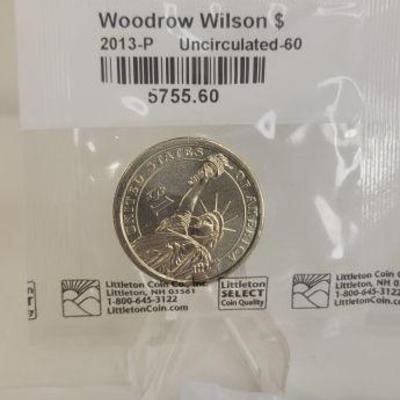 Woodrow Wilson $
2013-P Uncirculated-60
5755.60
UNITED STATES OF AMERICA
$1
Littleton Coin Co., Inc
Littleton, NH 03561
1-800-645-3122
LittletonCoin.com
Littleton
SELECT
Coin Quality
Littleton Coin
Littleton, NH
1-800-645-3122
LittletonCoin.com